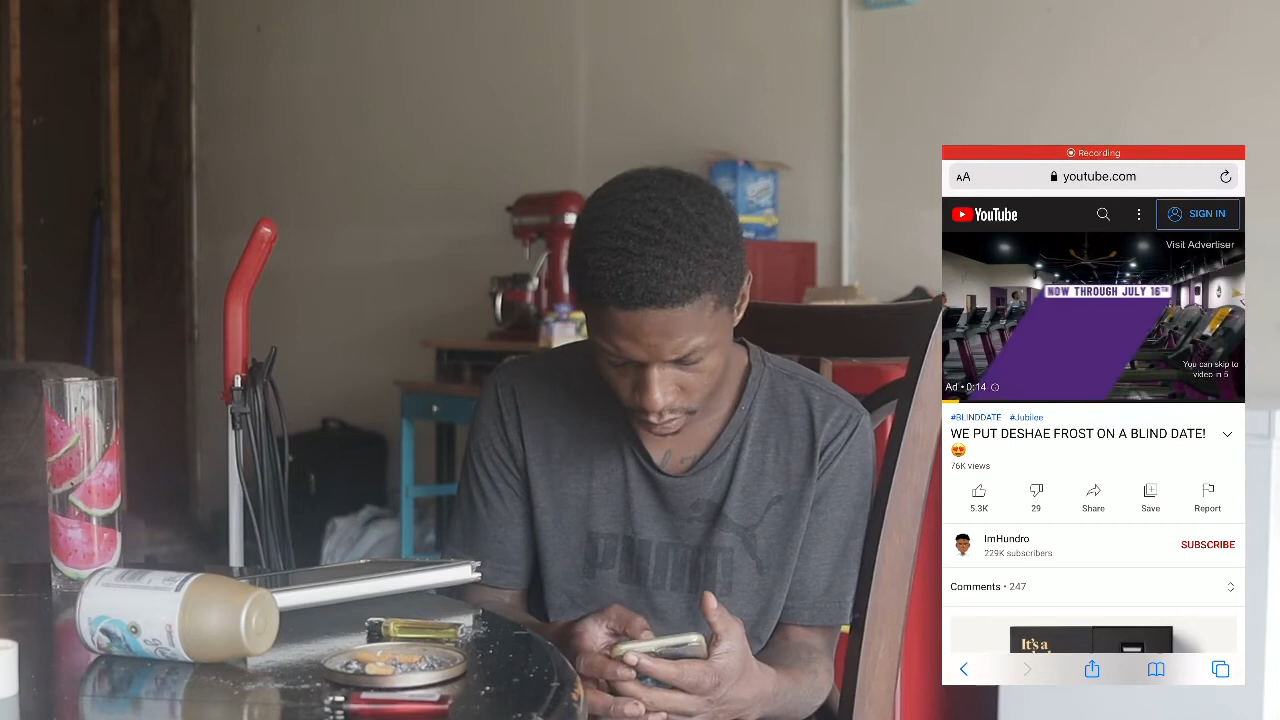 PUMA
Recording
AA
youtube.com
YouTube
SIGN IN
Visit Advertiser
NOW THROUGH JULY 16TH
You can skip to
video in 5
Ad • 0:14
#BLINDDATE #Jubilee
WE PUT DESHAE FROST ON A BLIND DATE!
😍
76K views
5.3K
29
Share
Save
Report
ImHundro
229K subscribers
SUBSCRIBE
Comments • 247
It's a